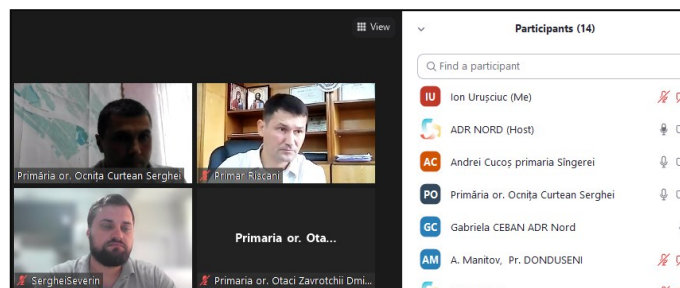 View
Participants (14)
Find a participant
IU Ion Urușciuc (Me)
ADR NORD (Host)
AC Andrei Cucoș primaria Sîngerei
PO Primăria or. Ocnița Curtean Serghei
GC Gabriela CEBAN ADR Nord
AM A. Manitov, Pr. DONDUSENI
Primăria or. Ocnița Curtean Serghei
Primar Riscani
SergheiSeverin
Primaria or. Ota...
Primaria or. Otaci Zavrotchii Dmi...